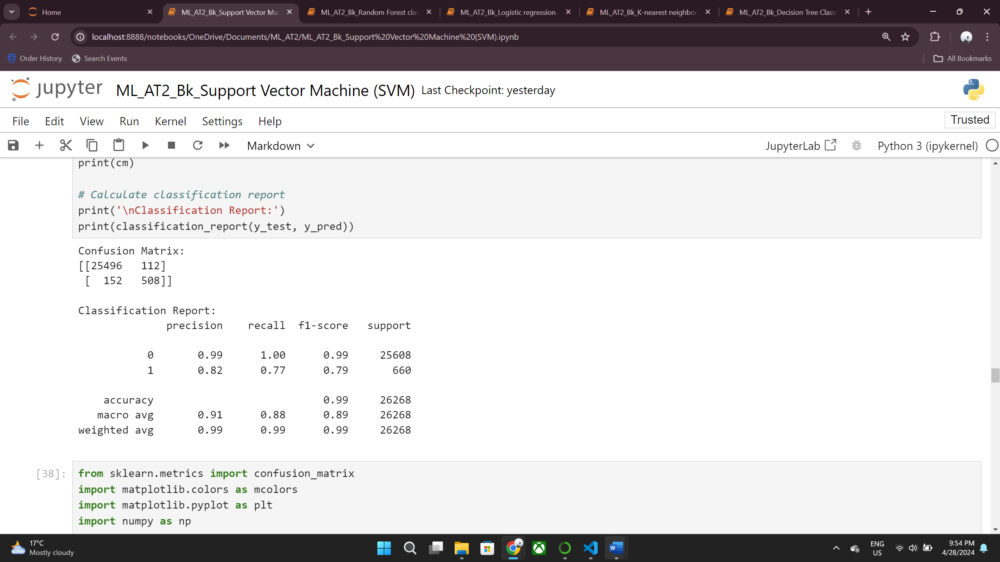 Home
ML_AT2_Bk_Support Vector Mac
ML_AT2_Bk_Random Forest clas
ML_AT2_Bk_Logistic regression
ML_AT2_Bk_K-nearest neighbor
ML_AT2_Bk_Decision Tree Classi
localhost:8888/notebooks/OneDrive/Documents/ML_AT2/ML_AT2_Bk_Support%20Vector%20Machine%20(SVM).ipynb
Order History
Search Events
All Bookmarks
jupyter ML_AT2_Bk_Support Vector Machine (SVM) Last Checkpoint: yesterday
File Edit View Run Kernel Settings Help
Trusted
Markdown
JupyterLab
Python 3 (ipykernel)
print(cm)
# Calculate classification report
print('\nClassification Report:')
print(classification_report(y_test, y_pred))
Confusion Matrix:
[[25496   112]
 [  152   508]]
Classification Report:
              precision    recall  f1-score   support
           0       0.99      1.00      0.99     25608
           1       0.82      0.77      0.79       660
    accuracy                           0.99     26268
   macro avg       0.91      0.88      0.89     26268
weighted avg       0.99      0.99      0.99     26268
[38]:
from sklearn.metrics import confusion_matrix
import matplotlib.colors as mcolors
import matplotlib.pyplot as plt
import numpy as np
17°C
Mostly cloudy
ENG
US
9:54 PM
4/28/2024